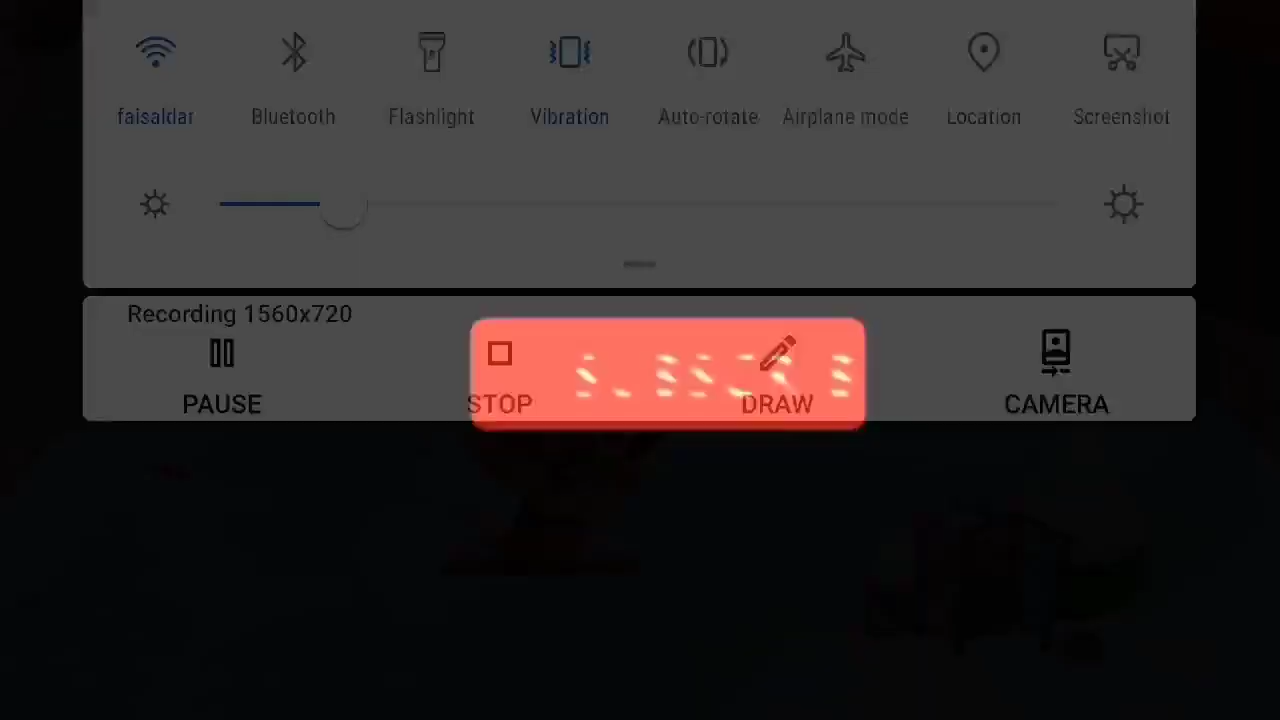 faisaldar Bluetooth Flashlight Vibration Auto-rotate Airplane mode Location Screenshot
Recording 1560x720
PAUSE STOP DRAW CAMERA